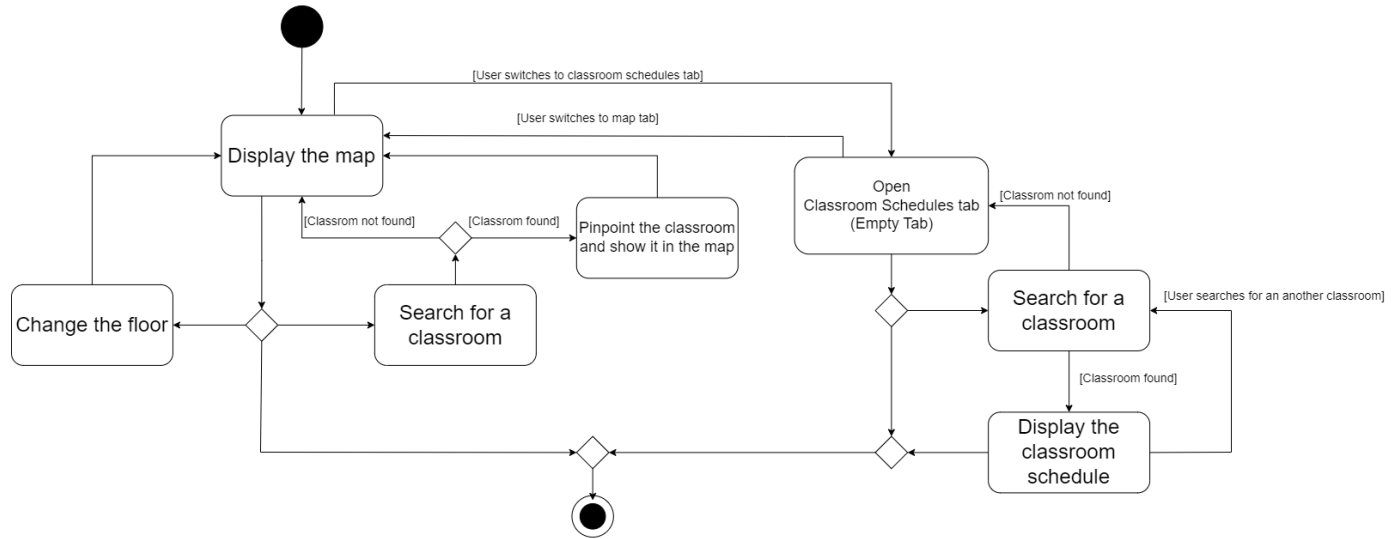 [User switches to classroom schedules tab]
[User switches to map tab]
Display the map
Open
Classroom Schedules tab
(Empty Tab)
[Classrom not found]
[Classrom found]
Pinpoint the classroom
and show it in the map
[Classrom not found]
Change the floor
Search for a
classroom
Search for a
classroom
[User searches for an another classroom]
[Classroom found]
Display the
classroom
schedule